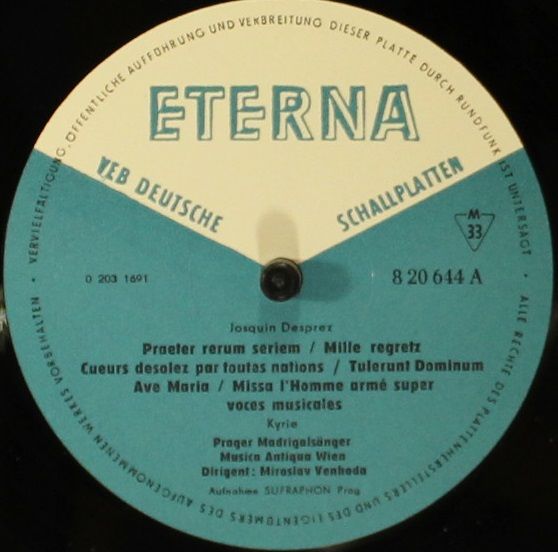 VERVIELFÄLTIGUNG, ÖFFENTLICHE AUFFÜHRUNG UND VERBREITUNG DIESER PLATTE DURCH RUNDFUNK IST UNTERSAGT • ALLE RECHTE DES PLATTENHERSTELLERS UND DES EIGENTÜMERS DES AUFGENOMMENEN WERKES VORBEHALTEN •
ETERNA
VEB DEUTSCHE SCHALLPLATTEN
M
33
0 203 1691
8 20 644 A
Josquin Desprez
Praeter rerum seriem / Mille regretz
Cueurs desolez par toutes nations / Tulerunt Dominum
Ave Maria / Missa l'Homme armé super
voces musicales
Kyrie
Prager Madrigalsänger
Musica Antiqua Wien
Dirigent: Miroslav Venhoda
Aufnahme SUPRAPHON Prag